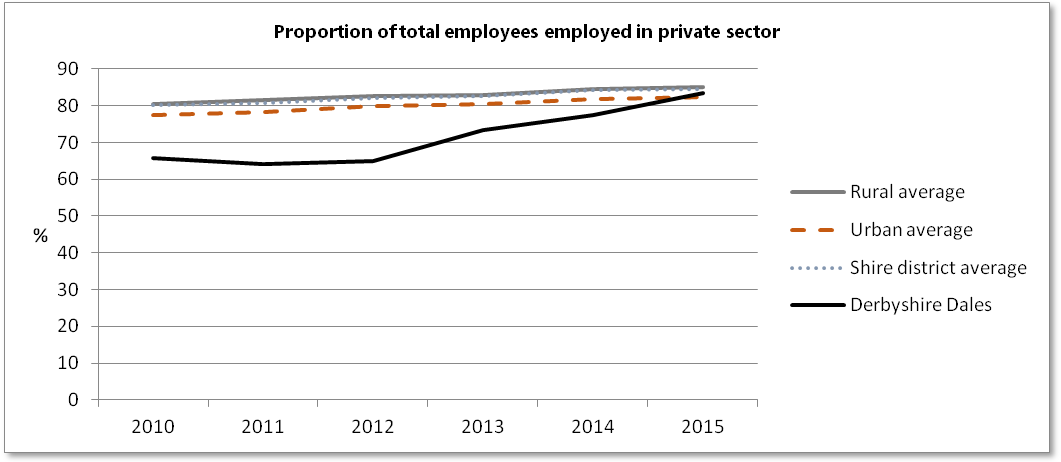 Proportion of total employees employed in private sector
90
80
70
60
50
40
30
20
10
0
%
2010 2011 2012 2013 2014 2015
Rural average
Urban average
Shire district average
Derbyshire Dales